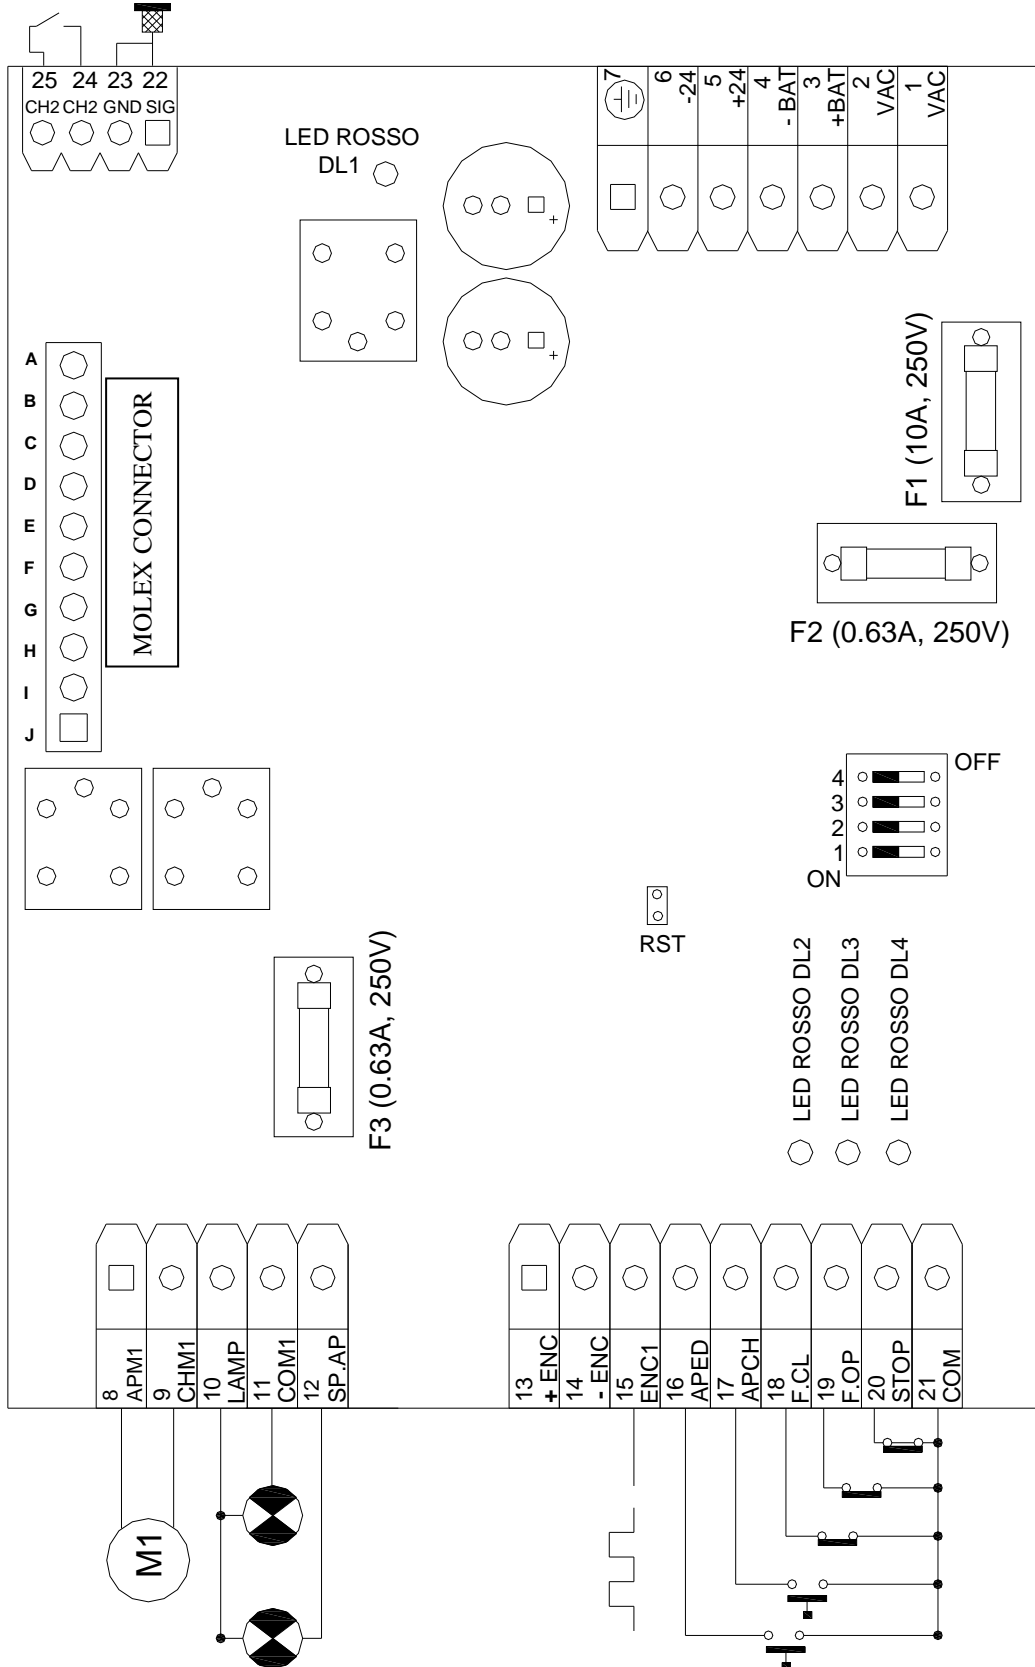 25 24 23 22
CH2 CH2 GND SIG
LED ROSSO
DL1
7
6
-24
5
+24
4
- BAT
3
+BAT
2
VAC
1
VAC
F1 (10A, 250V)
F2 (0.63A, 250V)
A
B
C
D
E
F
G
H
I
J
MOLEX CONNECTOR
OFF
4
3
2
1
ON
RST
LED ROSSO DL2
LED ROSSO DL3
LED ROSSO DL4
F3 (0.63A, 250V)
8
APM1
9
CHM1
10
LAMP
11
COM1
12
SP.AP
13
+ ENC
14
- ENC
15
ENC1
16
APED
17
APCH
18
F.CL
19
F.OP
20
STOP
21
COM
M1